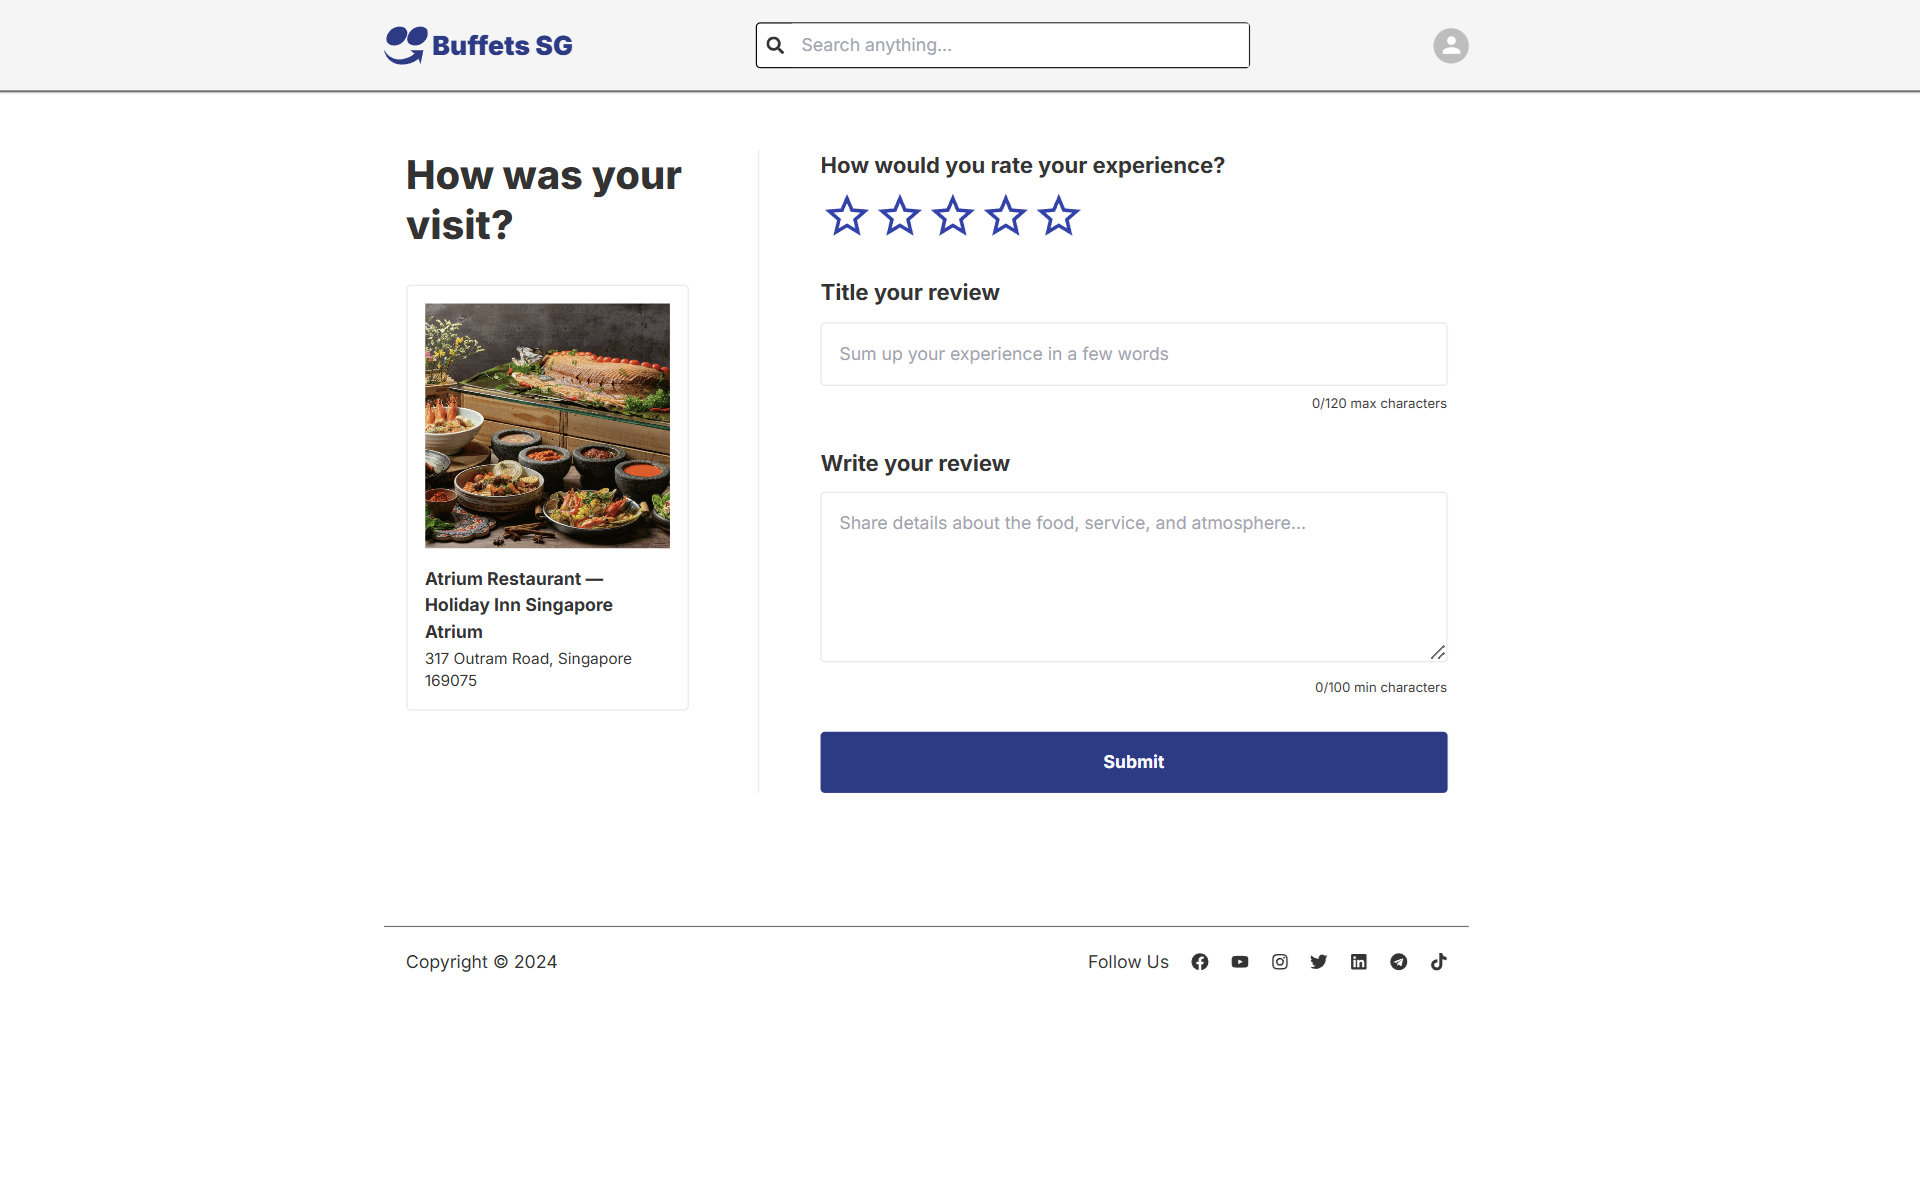 Buffets SG
Search anything...
How was your
visit?
Atrium Restaurant —
Holiday Inn Singapore
Atrium
317 Outram Road, Singapore
169075
How would you rate your experience?
Title your review
Sum up your experience in a few words
0/120 max characters
Write your review
Share details about the food, service, and atmosphere...
0/100 min characters
Submit
Copyright © 2024
Follow Us